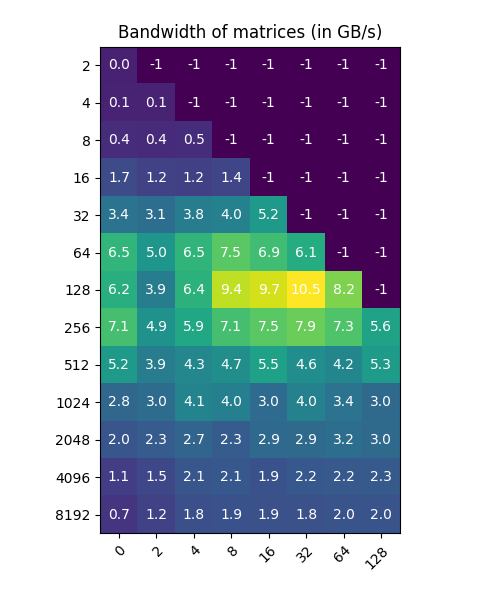 Bandwidth of matrices (in GB/s)
2 0.0 -1 -1 -1 -1 -1 -1 -1
4 0.1 0.1 -1 -1 -1 -1 -1 -1
8 0.4 0.4 0.5 -1 -1 -1 -1 -1
16 1.7 1.2 1.2 1.4 -1 -1 -1 -1
32 3.4 3.1 3.8 4.0 5.2 -1 -1 -1
64 6.5 5.0 6.5 7.5 6.9 6.1 -1 -1
128 6.2 3.9 6.4 9.4 9.7 10.5 8.2 -1
256 7.1 4.9 5.9 7.1 7.5 7.9 7.3 5.6
512 5.2 3.9 4.3 4.7 5.5 4.6 4.2 5.3
1024 2.8 3.0 4.1 4.0 3.0 4.0 3.4 3.0
2048 2.0 2.3 2.7 2.3 2.9 2.9 3.2 3.0
4096 1.1 1.5 2.1 2.1 1.9 2.2 2.2 2.3
8192 0.7 1.2 1.8 1.9 1.9 1.8 2.0 2.0
0 2 4 8 16 32 64 128